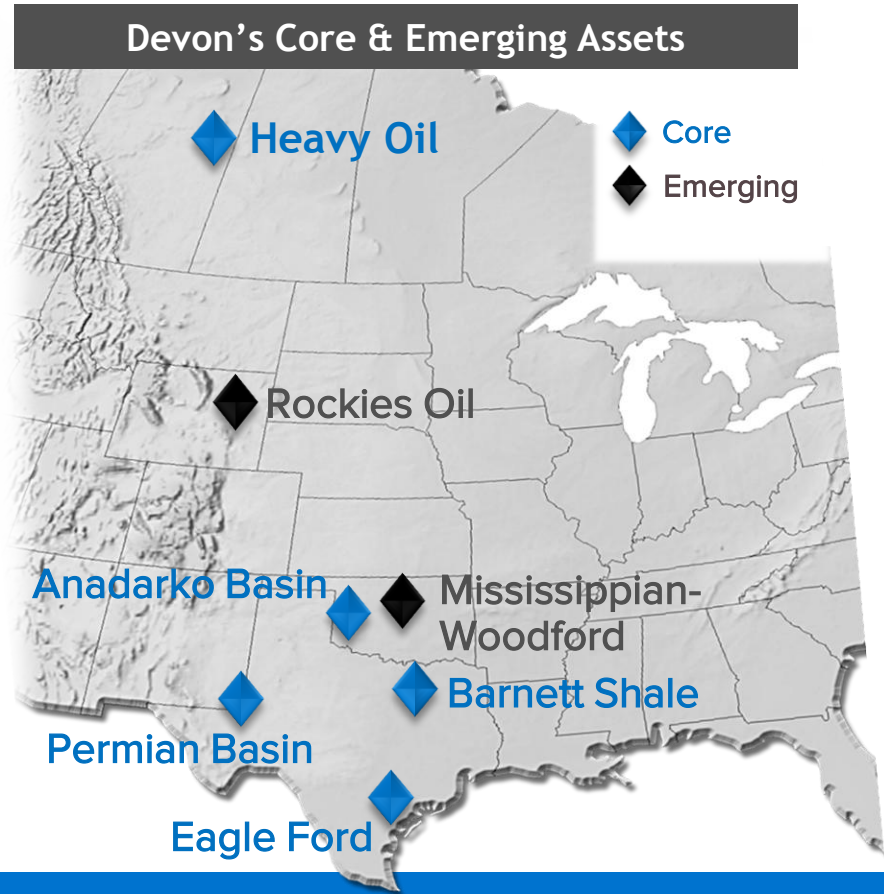 Devon’s Core & Emerging Assets
Heavy Oil
Core
Emerging
Rockies Oil
Anadarko Basin
Mississippian-
Woodford
Barnett Shale
Permian Basin
Eagle Ford